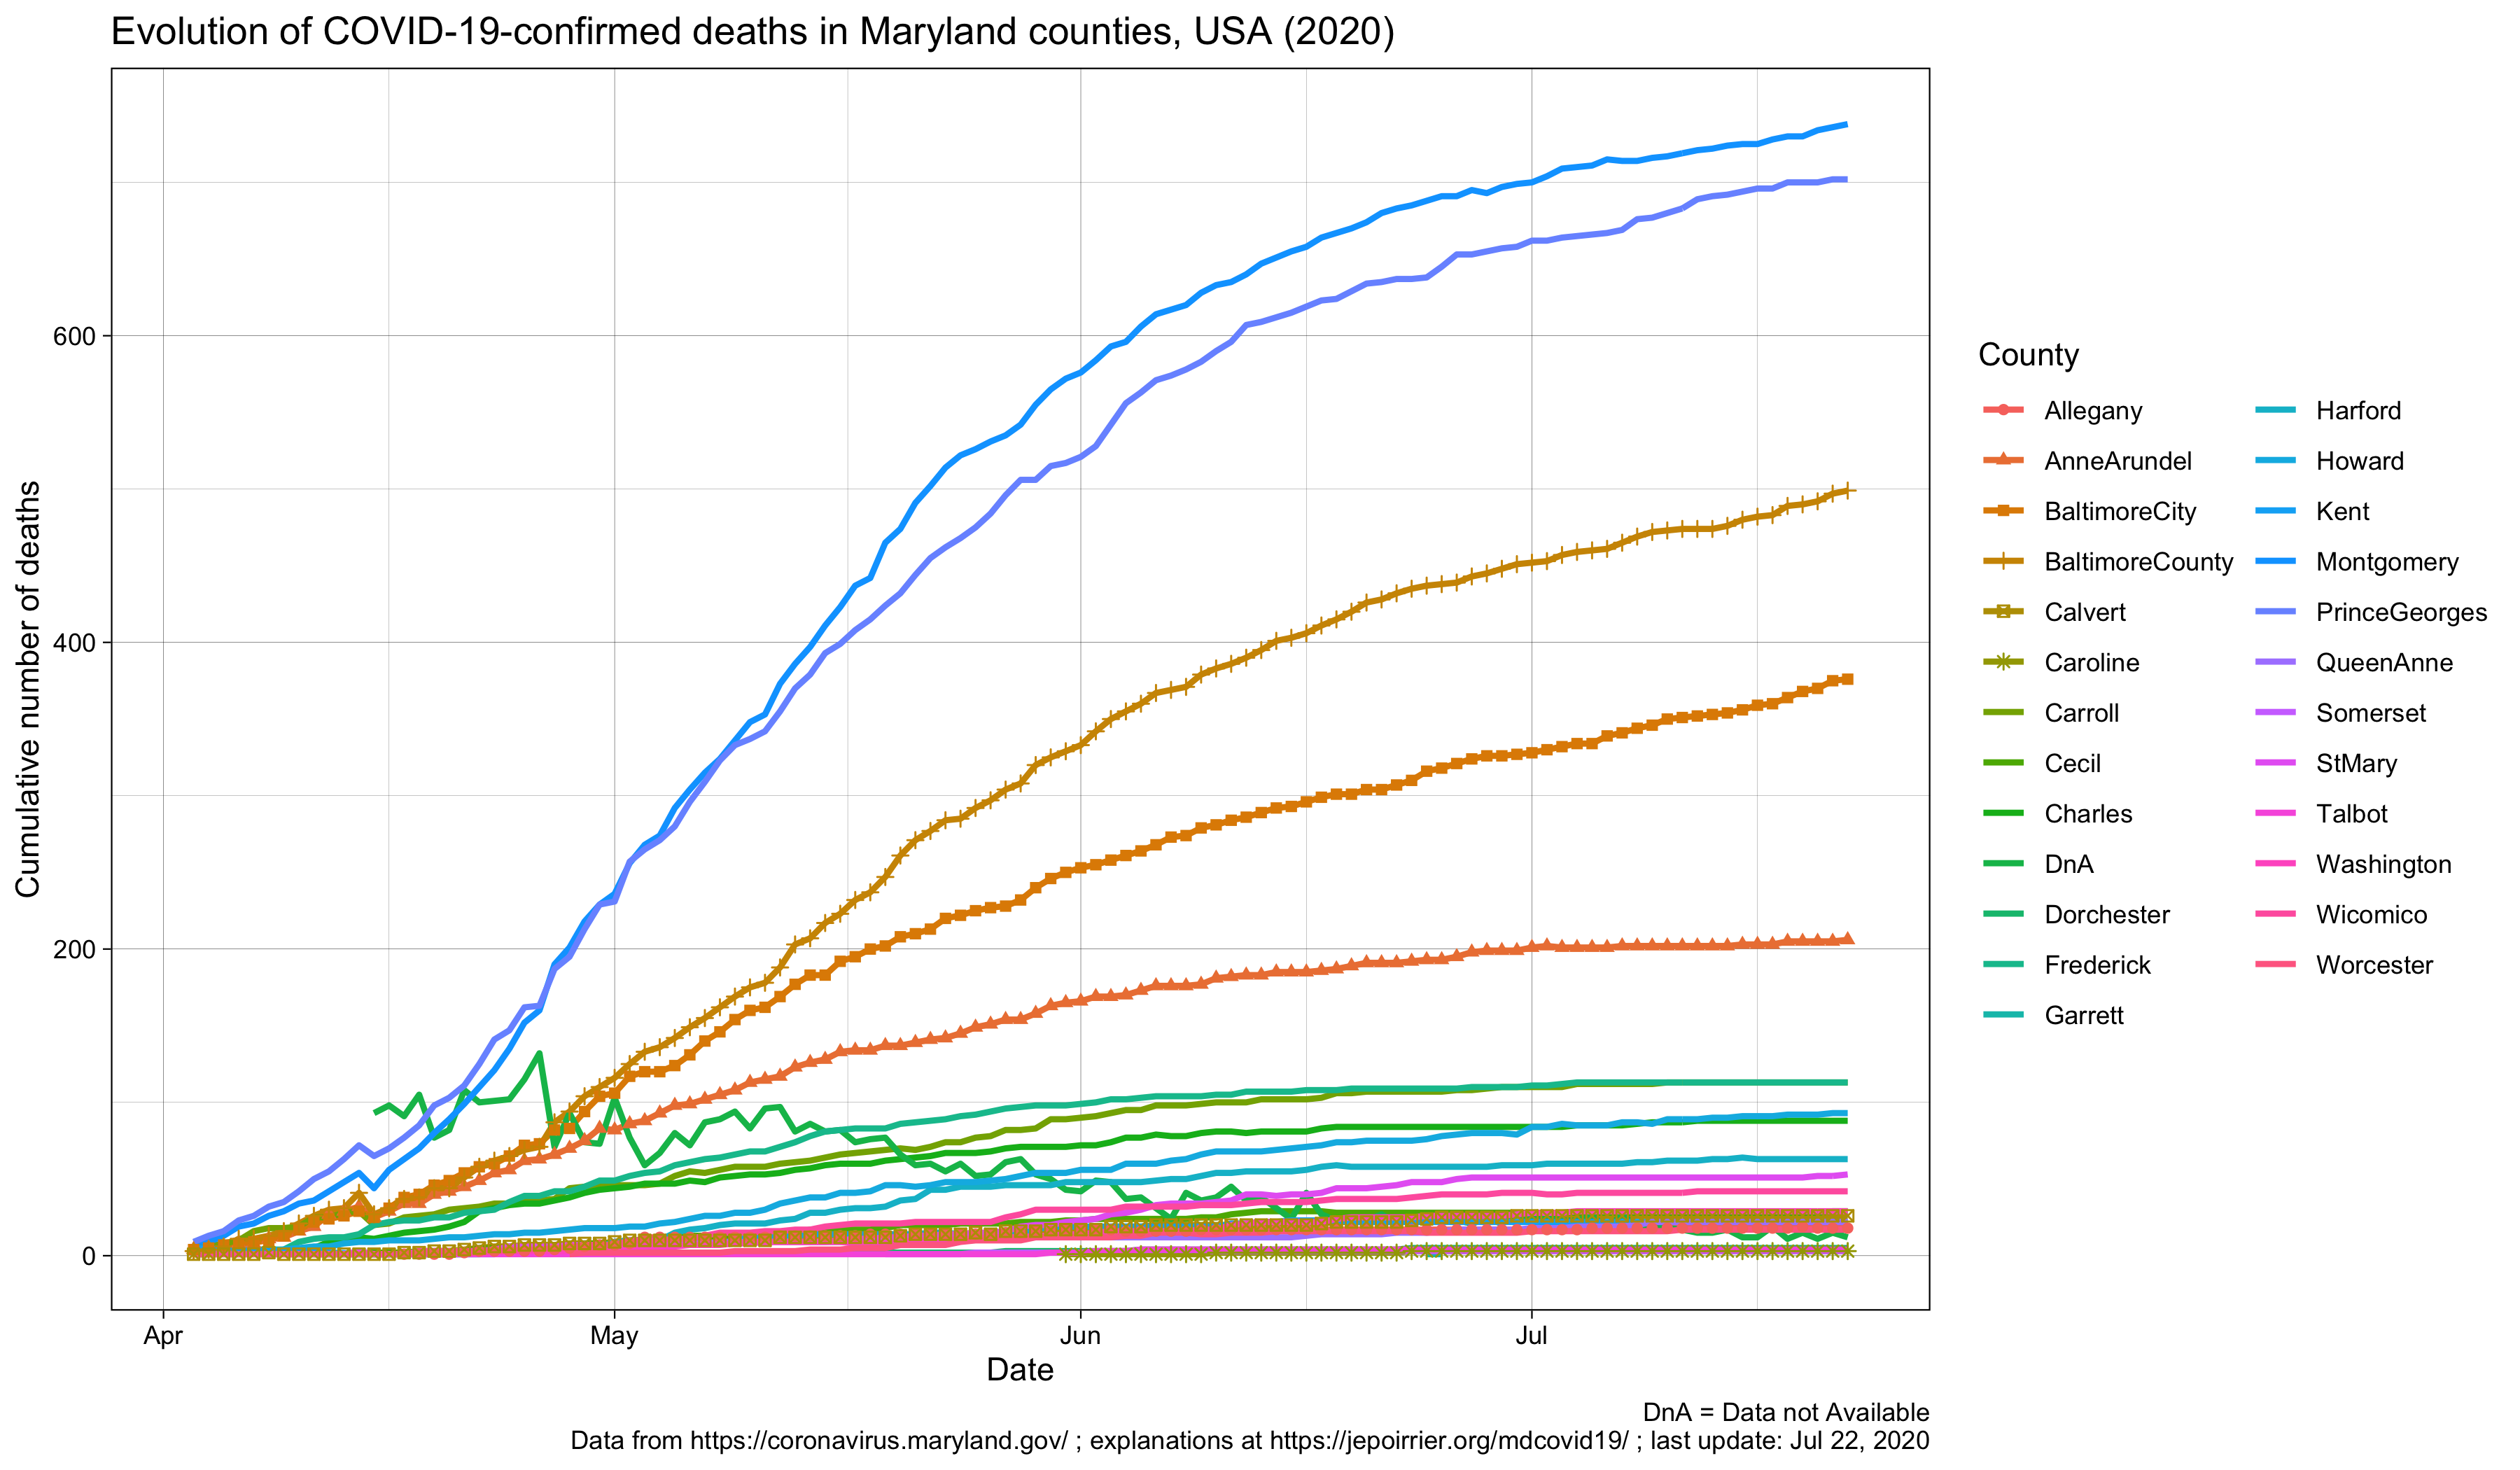 Evolution of COVID-19-confirmed deaths in Maryland counties, USA (2020)
Cumulative number of deaths
600
400
200
0
Apr
May
Jun
Jul
Date
County
Allegany
AnneArundel
BaltimoreCity
BaltimoreCounty
Calvert
Caroline
Carroll
Cecil
Charles
DnA
Dorchester
Frederick
Garrett
Harford
Howard
Kent
Montgomery
PrinceGeorges
QueenAnne
Somerset
StMary
Talbot
Washington
Wicomico
Worcester
DnA = Data not Available
Data from https://coronavirus.maryland.gov/ ; explanations at https://jepoirrier.org/mdcovid19/ ; last update: Jul 22, 2020